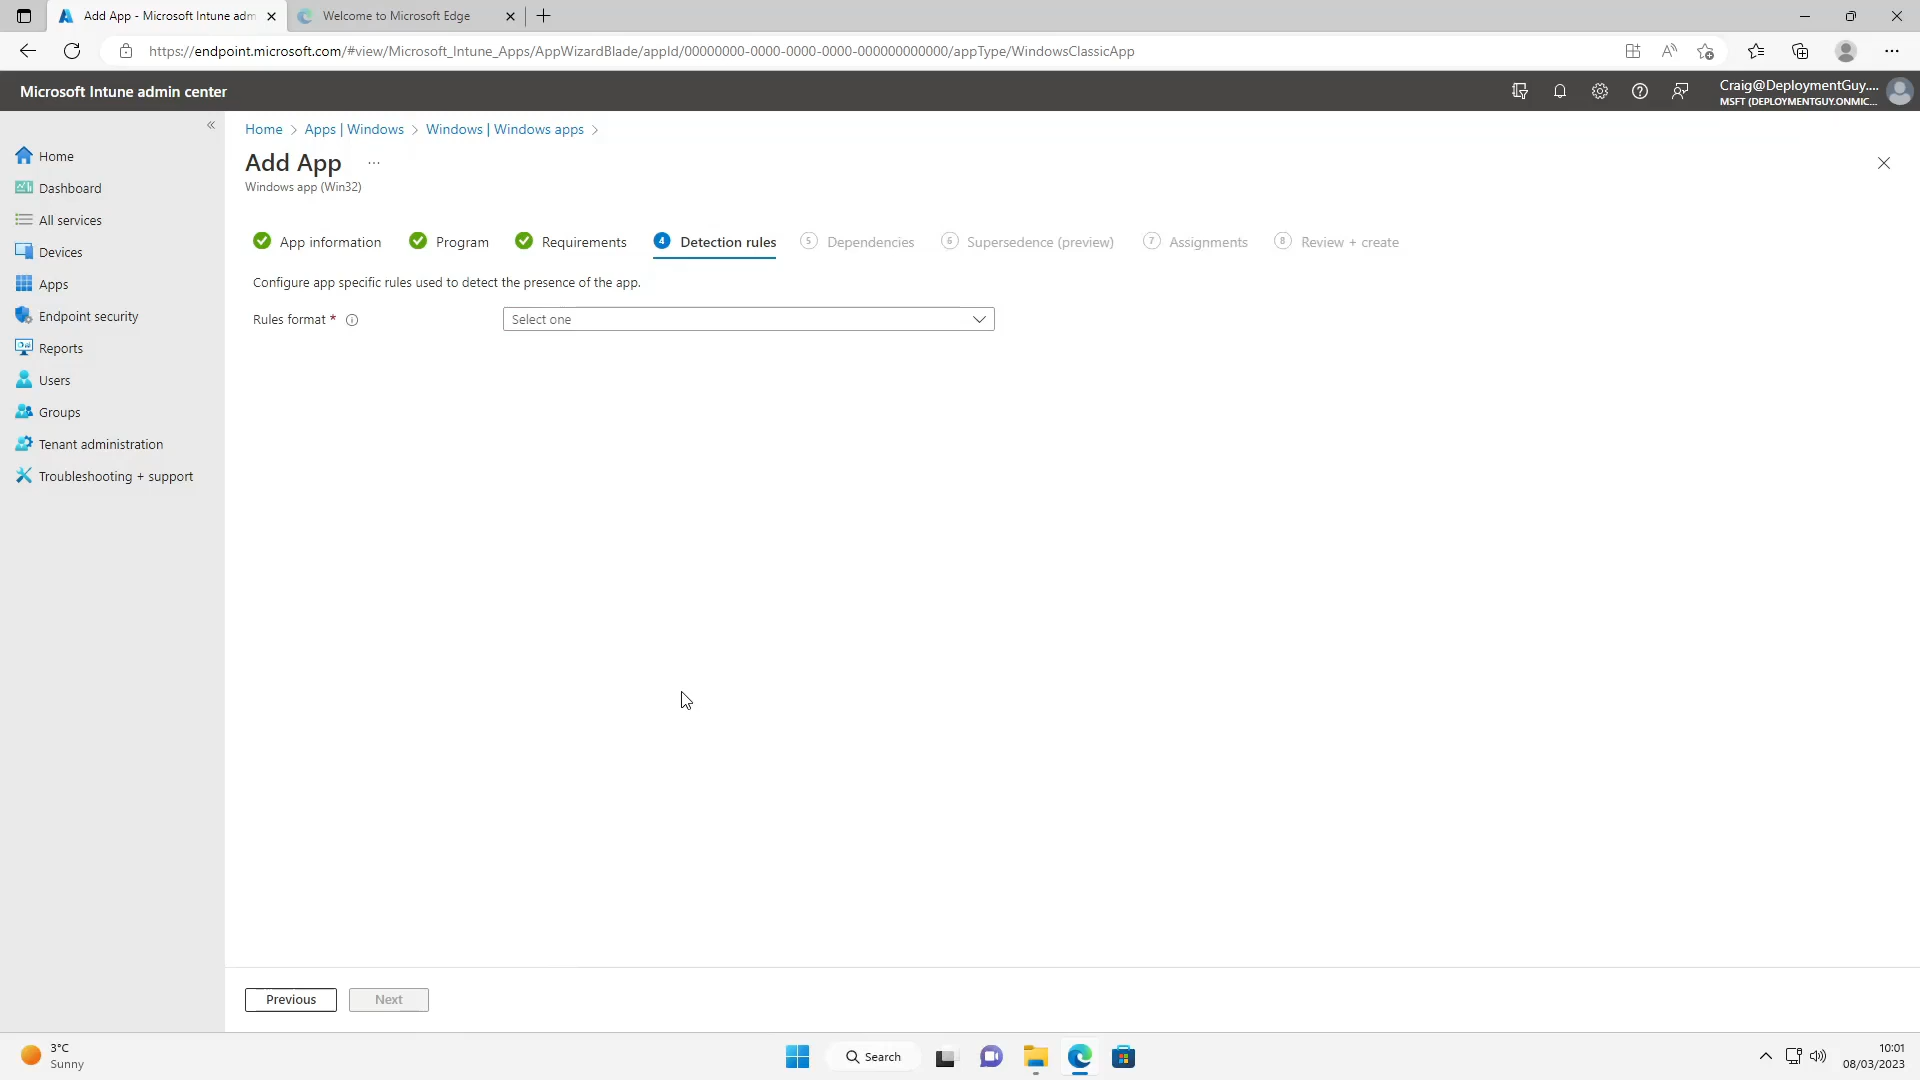 Add App - Microsoft Intune adm
Welcome to Microsoft Edge
https://endpoint.microsoft.com/#view/Microsoft_Intune_Apps/AppWizardBlade/appId/00000000-0000-0000-0000-000000000000/appType/WindowsClassicApp
Microsoft Intune admin center
Craig@DeploymentGuy....
MSFT (DEPLOYMENTGUY.ONMIC...
Home
Dashboard
All services
Devices
Apps
Endpoint security
Reports
Users
Groups
Tenant administration
Troubleshooting + support
Home > Apps | Windows > Windows | Windows apps >
Add App ...
Windows app (Win32)
App information
Program
Requirements
4 Detection rules
5 Dependencies
6 Supersedence (preview)
7 Assignments
8 Review + create
Configure app specific rules used to detect the presence of the app.
Rules format *
Select one
Previous
Next
3°C
Sunny
Search
10:01
08/03/2023